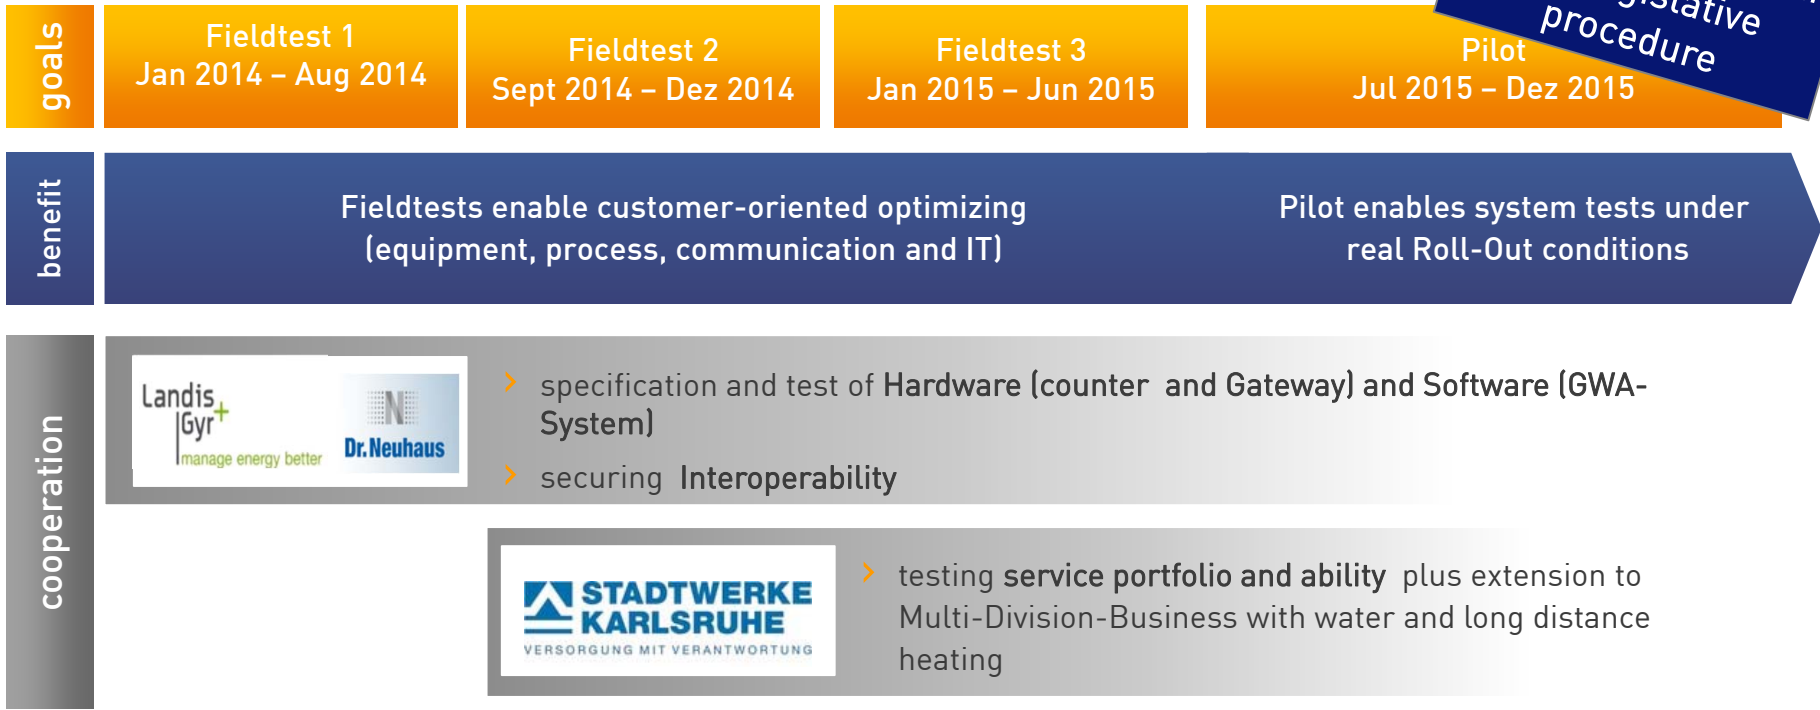 goals
Fieldtest 1
Jan 2014 – Aug 2014
Fieldtest 2
Sept 2014 – Dez 2014
Fieldtest 3
Jan 2015 – Jun 2015
Pilot
Jul 2015 – Dez 2015
procedure
benefit
Fieldtests enable customer-oriented optimizing
(equipment, process, communication and IT)
Pilot enables system tests under
real Roll-Out conditions
cooperation
Landis
Gyr+
manage energy better
N
Dr. Neuhaus
› specification and test of Hardware (counter and Gateway) and Software (GWA-
System)
› securing Interoperability
STADTWERKE
KARLSRUHE
VERSORGUNG MIT VERANTWORTUNG
› testing service portfolio and ability plus extension to
Multi-Division-Business with water and long distance
heating